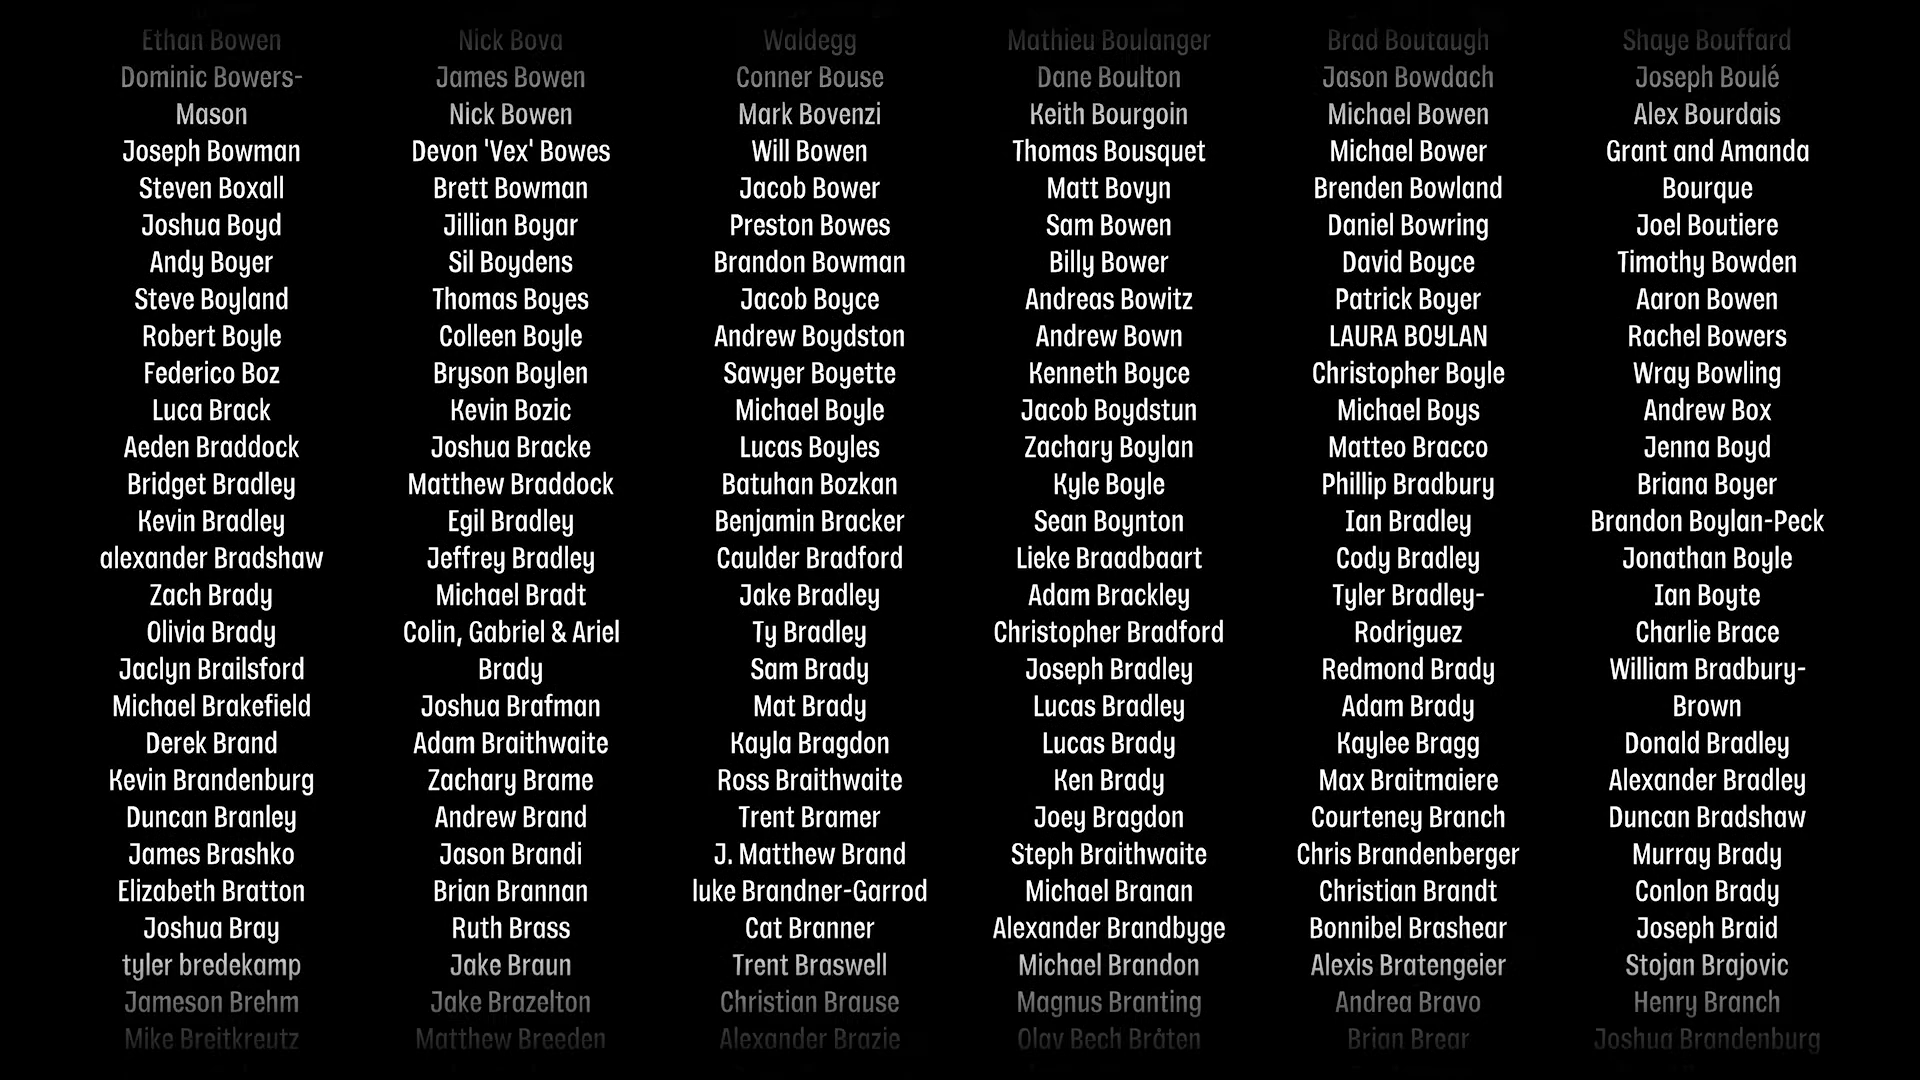 Ethan Bowen
Dominic Bowers-
Mason
Joseph Bowman
Steven Boxall
Joshua Boyd
Andy Boyer
Steve Boyland
Robert Boyle
Federico Boz
Luca Brack
Aeden Braddock
Bridget Bradley
Kevin Bradley
alexander Bradshaw
Zach Brady
Olivia Brady
Jaclyn Brailsford
Michael Brakefield
Derek Brand
Kevin Brandenburg
Duncan Branley
James Brashko
Elizabeth Bratton
Joshua Bray
tyler bredekamp
Jameson Brehm
Mike Breitkreutz
Nick Bova
James Bowen
Nick Bowen
Devon 'Vex' Bowes
Brett Bowman
Jillian Boyar
Sil Boydens
Thomas Boyes
Colleen Boyle
Bryson Boylen
Kevin Bozic
Joshua Bracke
Matthew Braddock
Egil Bradley
Jeffrey Bradley
Michael Bradt
Colin, Gabriel & Ariel
Brady
Joshua Brafman
Adam Braithwaite
Zachary Brame
Andrew Brand
Jason Brandi
Brian Brannan
Ruth Brass
Jake Braun
Jake Brazelton
Matthew Breeden
Waldegg
Conner Bouse
Mark Bovenzi
Will Bowen
Jacob Bower
Preston Bowes
Brandon Bowman
Jacob Boyce
Andrew Boydston
Sawyer Boyette
Michael Boyle
Lucas Boyles
Batuhan Bozkan
Benjamin Bracker
Caulder Bradford
Jake Bradley
Ty Bradley
Sam Brady
Mat Brady
Kayla Bragdon
Ross Braithwaite
Trent Bramer
J. Matthew Brand
luke Brandner-Garrod
Cat Branner
Trent Braswell
Christian Brause
Alexander Brazie
Mathieu Boulanger
Dane Boulton
Keith Bourgoin
Thomas Bousquet
Matt Bovyn
Sam Bowen
Billy Bower
Andreas Bowitz
Andrew Bown
Kenneth Boyce
Jacob Boydstun
Zachary Boylan
Kyle Boyle
Sean Boynton
Lieke Braadbaart
Adam Brackley
Christopher Bradford
Joseph Bradley
Lucas Bradley
Lucas Brady
Ken Brady
Joey Bragdon
Steph Braithwaite
Michael Branan
Alexander Brandbyge
Michael Brandon
Magnus Branting
Olav Bech Bråten
Brad Boutaugh
Jason Bowdach
Michael Bowen
Michael Bower
Brenden Bowland
Daniel Bowring
David Boyce
Patrick Boyer
LAURA BOYLAN
Christopher Boyle
Michael Boys
Matteo Bracco
Phillip Bradbury
Ian Bradley
Cody Bradley
Tyler Bradley-
Rodriguez
Redmond Brady
Adam Brady
Kaylee Bragg
Max Braitmaiere
Courteney Branch
Chris Brandenberger
Christian Brandt
Bonnibel Brashear
Alexis Bratengeier
Andrea Bravo
Brian Brear
Shaye Bouffard
Joseph Boulé
Alex Bourdais
Grant and Amanda
Bourque
Joel Boutiere
Timothy Bowden
Aaron Bowen
Rachel Bowers
Wray Bowling
Andrew Box
Jenna Boyd
Briana Boyer
Brandon Boylan-Peck
Jonathan Boyle
Ian Boyte
Charlie Brace
William Bradbury-
Brown
Donald Bradley
Alexander Bradley
Duncan Bradshaw
Murray Brady
Conlon Brady
Joseph Braid
Stojan Brajovic
Henry Branch
Joshua Brandenburg